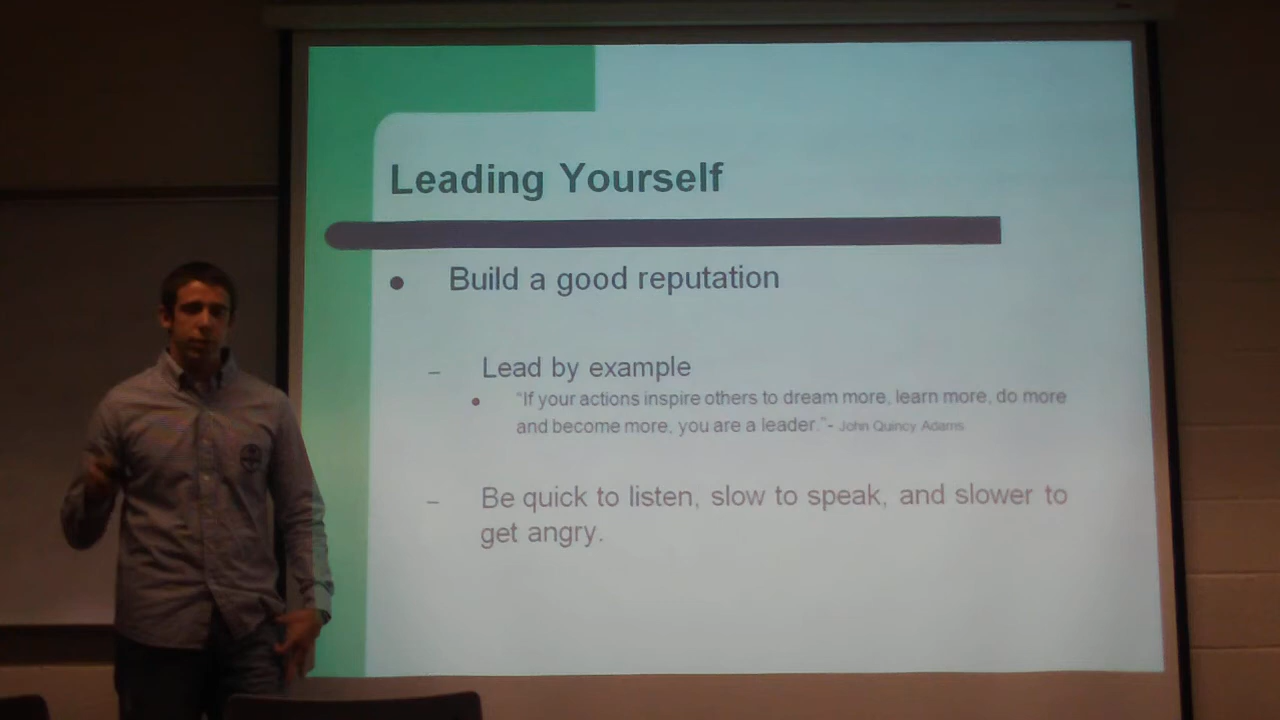 Leading Yourself
• Build a good reputation
– Lead by example
• “If your actions inspire others to dream more, learn more, do more
and become more, you are a leader.”- John Quincy Adams
– Be quick to listen, slow to speak, and slower to
get angry.